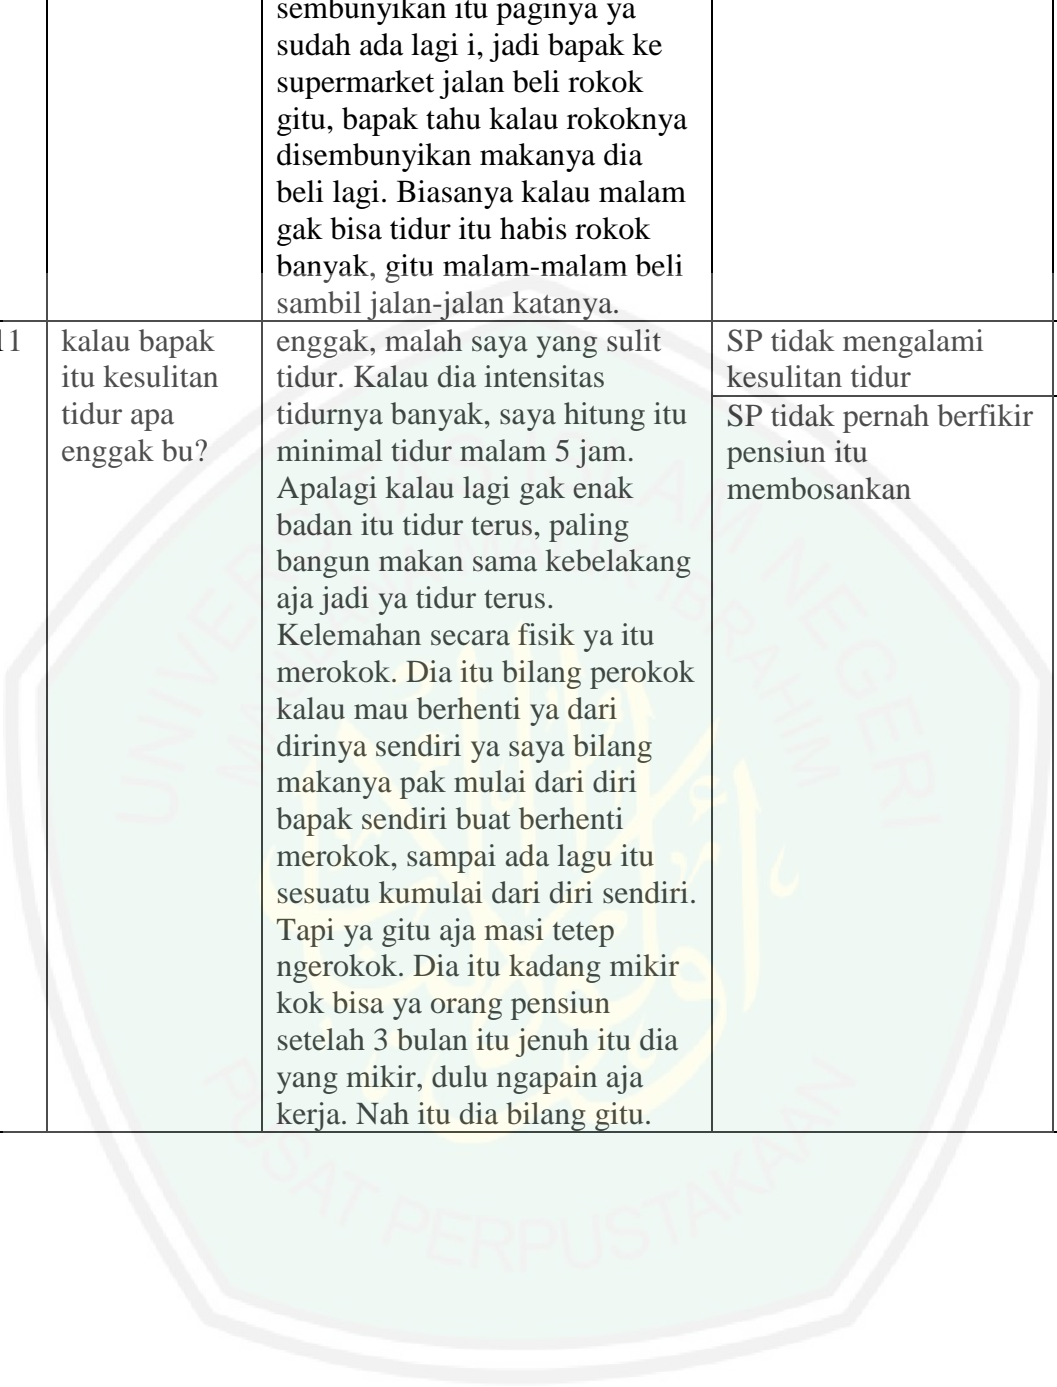 sembunyikan itu paginya ya
sudah ada lagi i, jadi bapak ke
supermarket jalan beli rokok
gitu, bapak tahu kalau rokoknya
disembunyikan makanya dia
beli lagi. Biasanya kalau malam
gak bisa tidur itu habis rokok
banyak, gitu malam-malam beli
sambil jalan-jalan katanya.
11
kalau bapak
itu kesulitan
tidur apa
enggak bu?
enggak, malah saya yang sulit
tidur. Kalau dia intensitas
tidurnya banyak, saya hitung itu
minimal tidur malam 5 jam.
Apalagi kalau lagi gak enak
badan itu tidur terus, paling
bangun makan sama kebelakang
aja jadi ya tidur terus.
Kelemahan secara fisik ya itu
merokok. Dia itu bilang perokok
kalau mau berhenti ya dari
dirinya sendiri ya saya bilang
makanya pak mulai dari diri
bapak sendiri buat berhenti
merokok, sampai ada lagu itu
sesuatu kumulai dari diri sendiri.
Tapi ya gitu aja masi tetep
ngerokok. Dia itu kadang mikir
kok bisa ya orang pensiun
setelah 3 bulan itu jenuh itu dia
yang mikir, dulu ngapain aja
kerja. Nah itu dia bilang gitu.
SP tidak mengalami
kesulitan tidur
SP tidak pernah berfikir
pensiun itu
membosankan
UNIVERSITAS ISLAM NEGERI
MAULANA MALIK IBRAHIM
PUSAT PERPUSTAKAAN